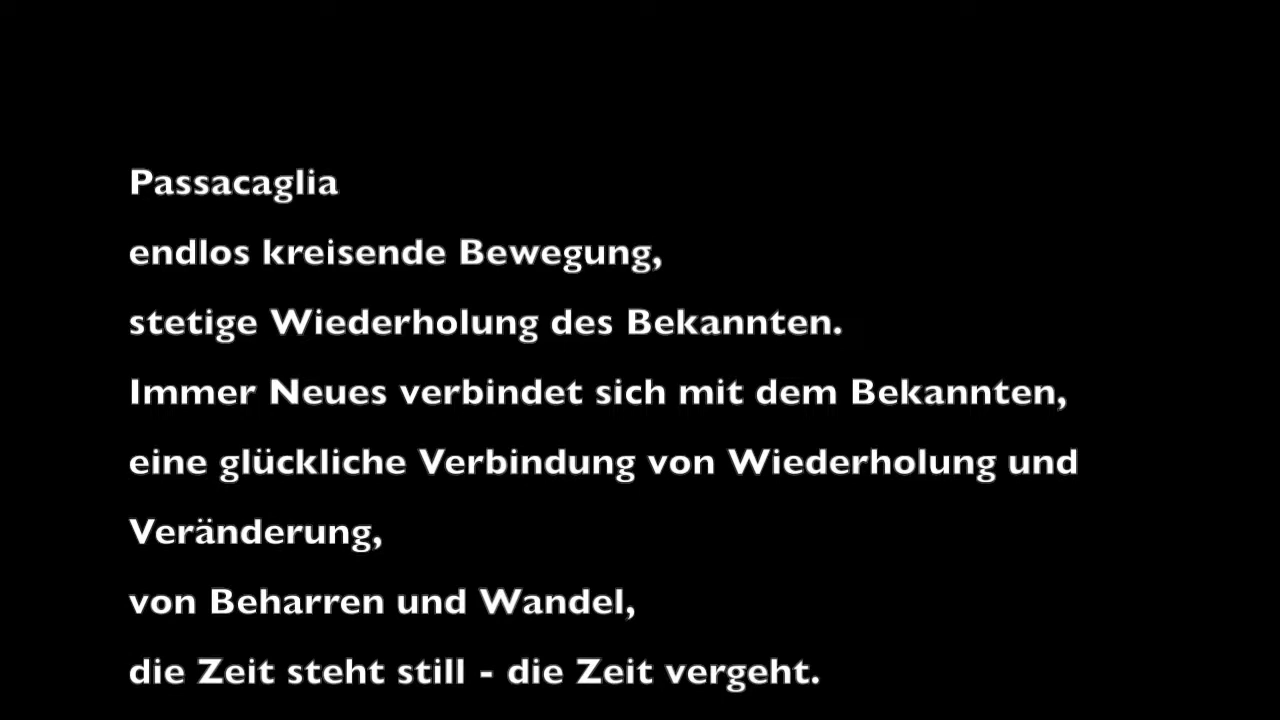 Passacaglia
endlos kreisende Bewegung,
stetige Wiederholung des Bekannten.
Immer Neues verbindet sich mit dem Bekannten,
eine glückliche Verbindung von Wiederholung und
Veränderung,
von Beharren und Wandel,
die Zeit steht still - die Zeit vergeht.